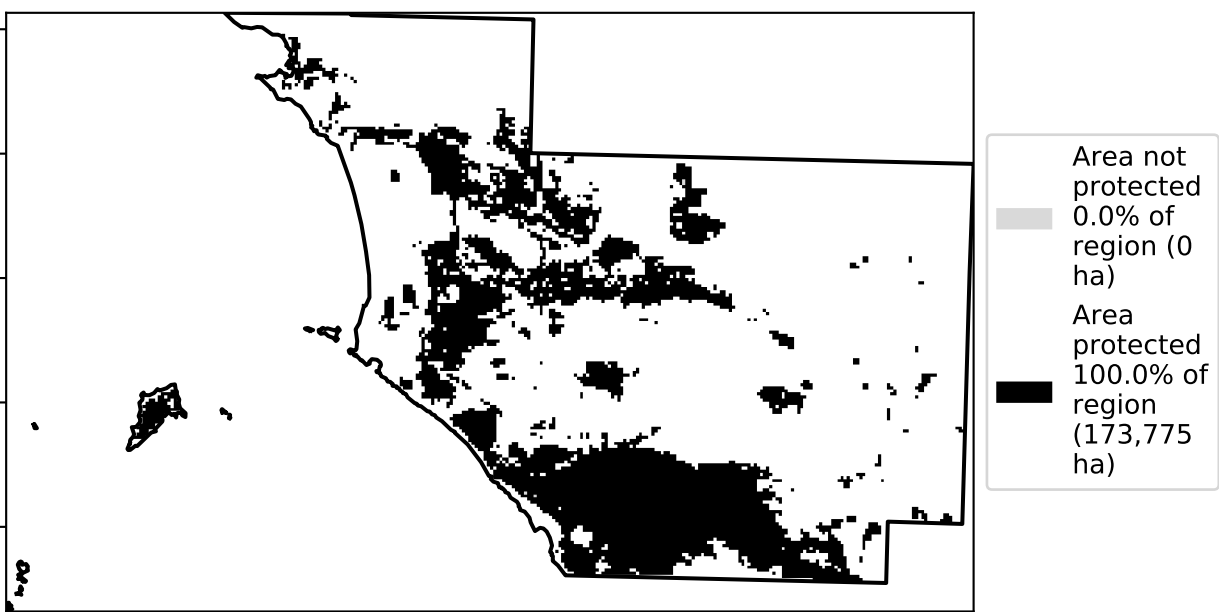 Area not
protected
0.0% of
region (0
ha)
Area
protected
100.0% of
region
(173,775
ha)